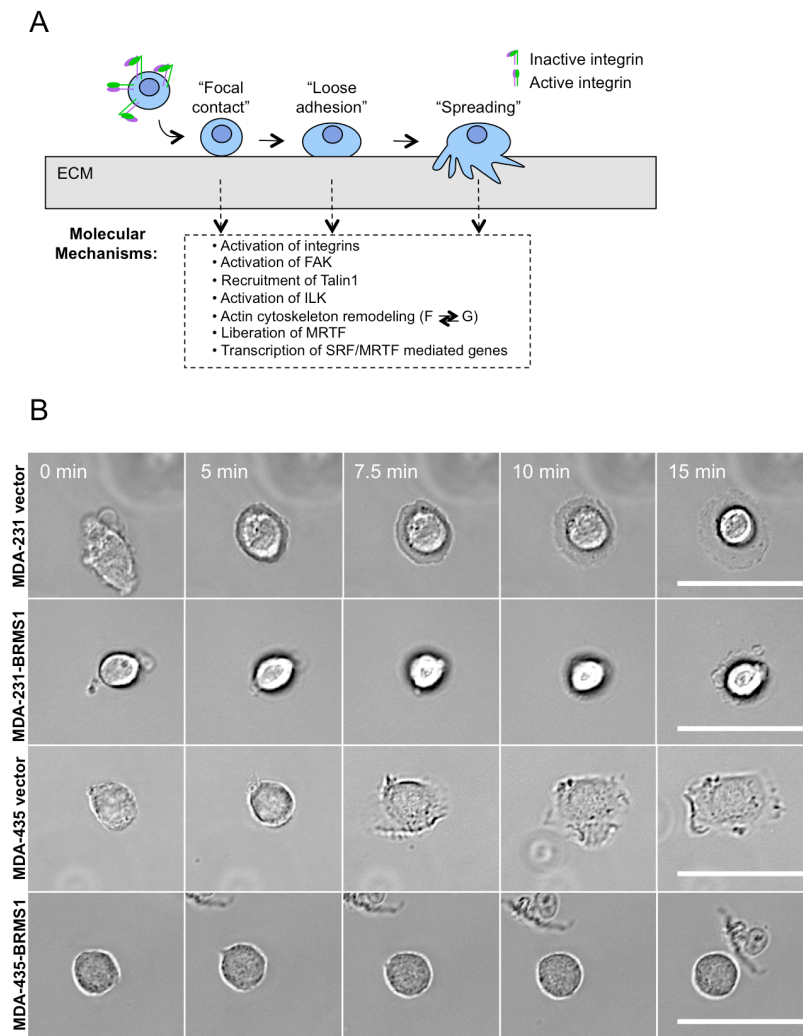 A
Inactive integrin
Active integrin
“Focal
contact”
“Loose
adhesion”
“Spreading”
ECM
Molecular
Mechanisms:
• Activation of integrins
• Activation of FAK
• Recruitment of Talin1
• Activation of ILK
• Actin cytoskeleton remodeling (F ⇌ G)
• Liberation of MRTF
• Transcription of SRF/MRTF mediated genes
B
0 min
5 min
7.5 min
10 min
15 min
MDA-231 vector
MDA-231-BRMS1
MDA-435 vector
MDA-435-BRMS1